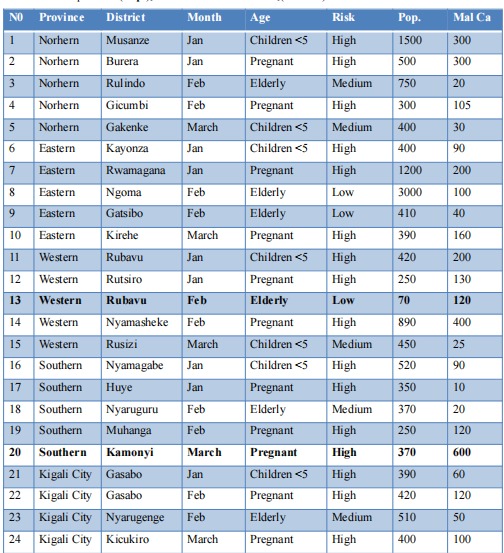 N0 Province District Month Age Risk Pop. Mal Ca
1 Norhern Musanze Jan Children <5 High 1500 300
2 Norhern Burera Jan Pregnant High 500 300
3 Norhern Rulindo Feb Elderly Medium 750 20
4 Norhern Gicumbi Feb Pregnant High 300 105
5 Norhern Gakenke March Children <5 Medium 400 30
6 Eastern Kayonza Jan Children <5 High 400 90
7 Eastern Rwamagana Jan Pregnant High 1200 200
8 Eastern Ngoma Feb Elderly Low 3000 100
9 Eastern Gatsibo Feb Elderly Low 410 40
10 Eastern Kirehe March Pregnant High 390 160
11 Western Rubavu Jan Children <5 High 420 200
12 Western Rutsiro Jan Pregnant High 250 130
13 Western Rubavu Feb Elderly Low 70 120
14 Western Nyamasheke Feb Pregnant High 890 400
15 Western Rusizi March Children <5 Medium 450 25
16 Southern Nyamagabe Jan Children <5 High 520 90
17 Southern Huye Jan Pregnant High 350 10
18 Southern Nyaruguru Feb Elderly Medium 370 20
19 Southern Muhanga Feb Pregnant High 250 120
20 Southern Kamonyi March Pregnant High 370 600
21 Kigali City Gasabo Jan Children <5 High 390 60
22 Kigali City Gasabo Feb Pregnant High 420 120
23 Kigali City Nyarugenge Feb Elderly Medium 510 50
24 Kigali City Kicukiro March Pregnant High 400 100